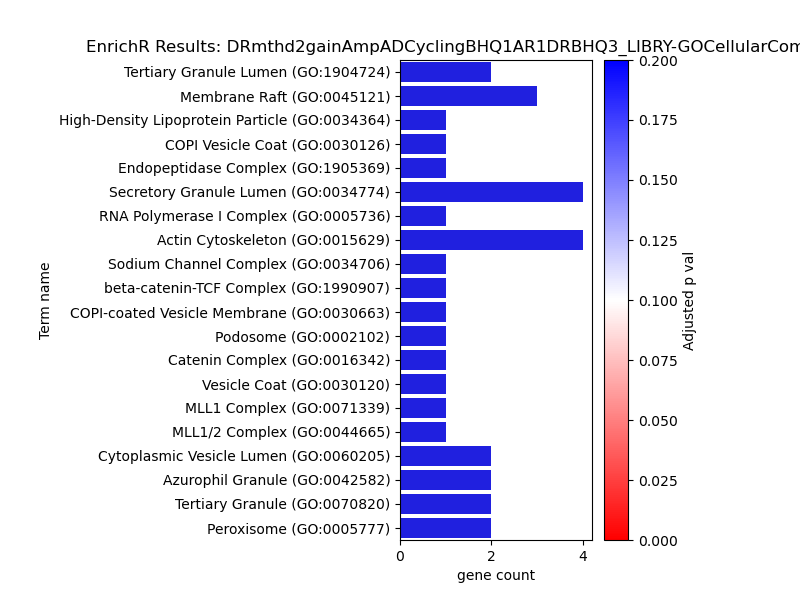 EnrichR Results: DRmthd2gainAmpADCyclingBHQ1AR1DRBHQ3_LIBRY-GOCellularCom
Tertiary Granule Lumen (GO:1904724)
Membrane Raft (GO:0045121)
High-Density Lipoprotein Particle (GO:0034364)
COPI Vesicle Coat (GO:0030126)
Endopeptidase Complex (GO:1905369)
Secretory Granule Lumen (GO:0034774)
RNA Polymerase I Complex (GO:0005736)
Actin Cytoskeleton (GO:0015629)
Sodium Channel Complex (GO:0034706)
beta-catenin-TCF Complex (GO:1990907)
COPI-coated Vesicle Membrane (GO:0030663)
Podosome (GO:0002102)
Catenin Complex (GO:0016342)
Vesicle Coat (GO:0030120)
MLL1 Complex (GO:0071339)
MLL1/2 Complex (GO:0044665)
Cytoplasmic Vesicle Lumen (GO:0060205)
Azurophil Granule (GO:0042582)
Tertiary Granule (GO:0070820)
Peroxisome (GO:0005777)
Term name
0 2 4
gene count
0.200
0.175
0.150
0.125
0.100
0.075
0.050
0.025
0.000
Adjusted p val